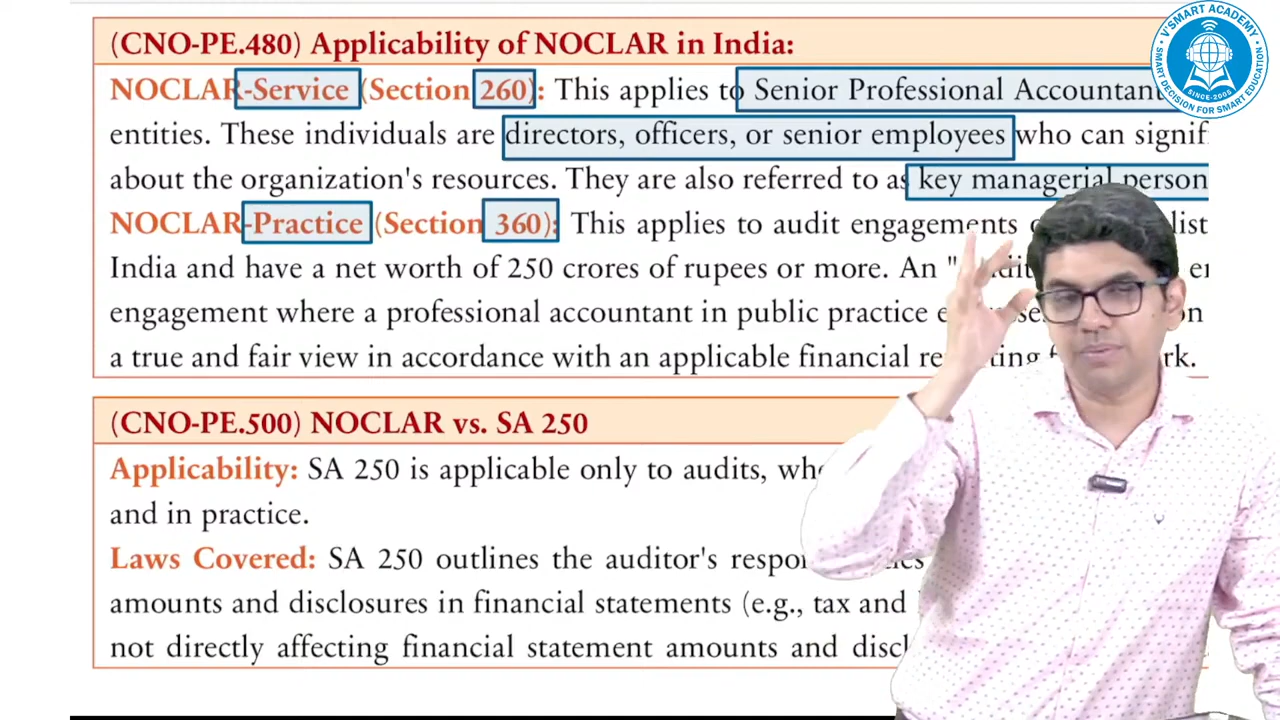 (CNO-PE.480) Applicability of NOCLAR in India:
NOCLAR-Service (Section 260): This applies to Senior Professional Accountant
entities. These individuals are directors, officers, or senior employees who can signif
about the organization's resources. They are also referred to as key managerial person
NOCLAR-Practice (Section 360): This applies to audit engagements list
India and have a net worth of 250 crores of rupees or more. An "
engagement where a professional accountant in public practice
a true and fair view in accordance with an applicable financial
(CNO-PE.500) NOCLAR vs. SA 250
Applicability: SA 250 is applicable only to audits,
and in practice.
Laws Covered: SA 250 outlines the auditor's
amounts and disclosures in financial statements (e.g., tax and
not directly affecting financial statement amounts and
V'SMART ACADEMY
SINCE-2005
SMART DECISION FOR SMART EDUCATION